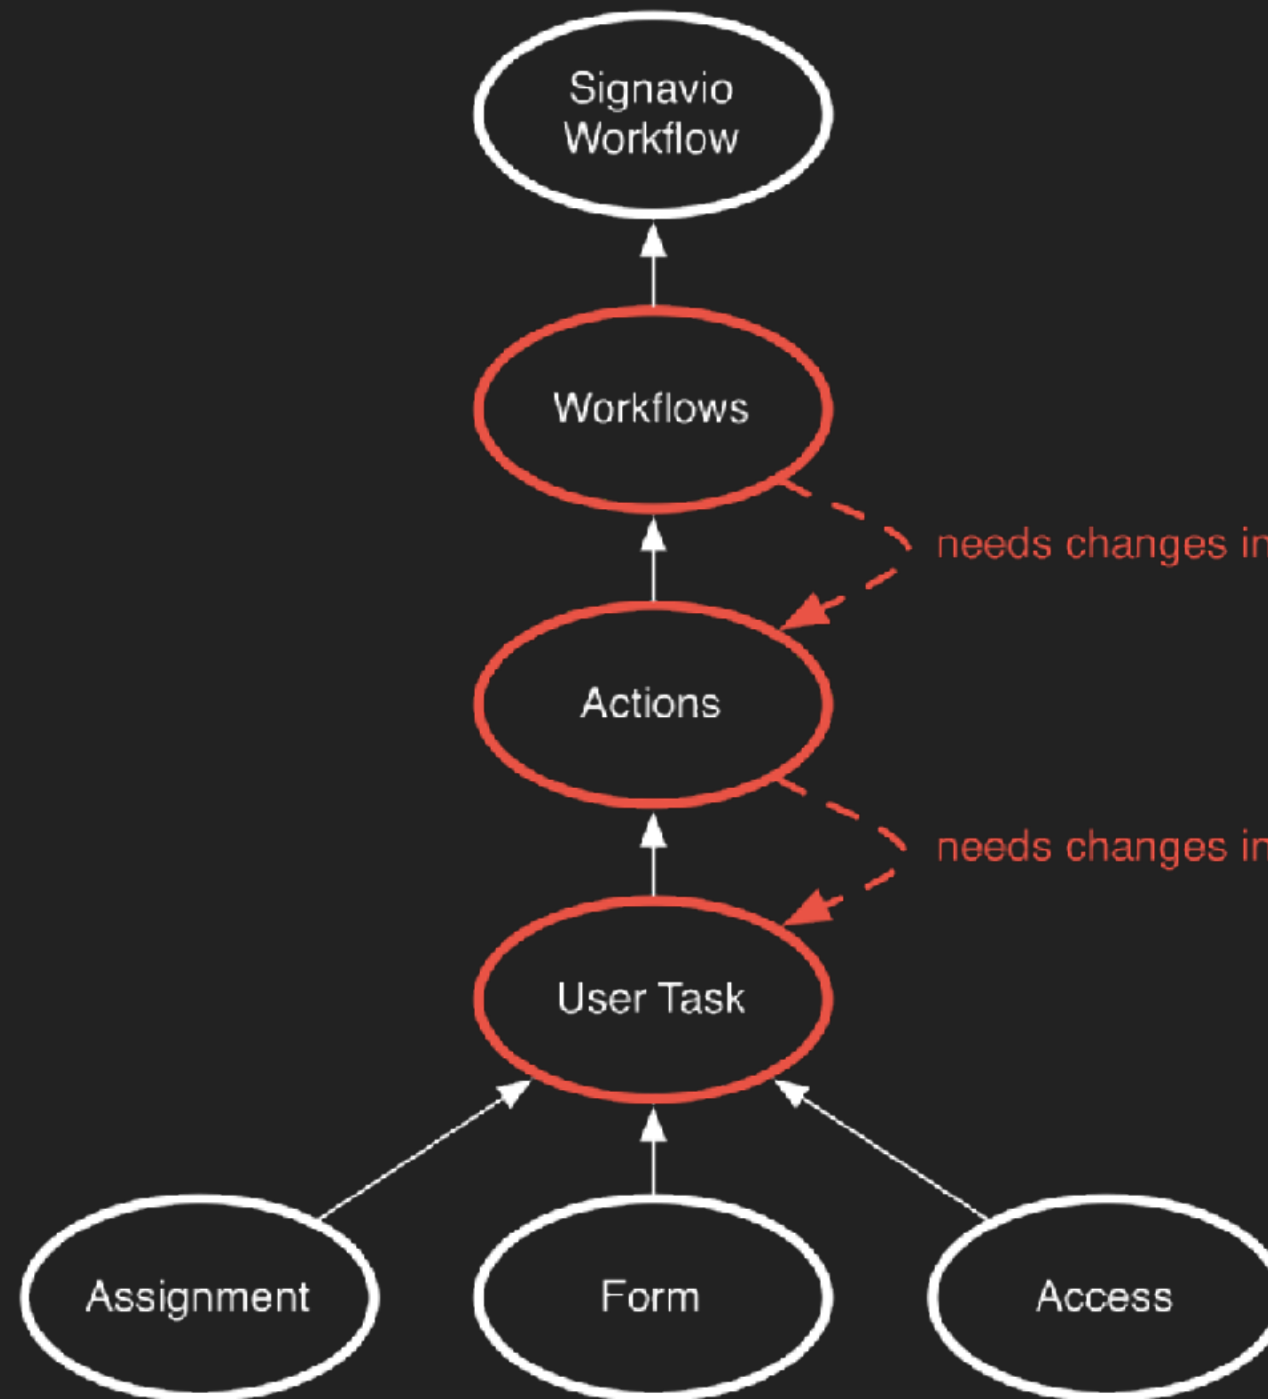 Signavio
Workflow
Workflows
needs changes in
Actions
needs changes in
User Task
Assignment
Form
Access